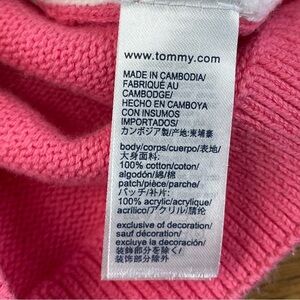 www.tommy.com
MADE IN CAMBODIA/
FABRIQUÉ AU
CAMBODGE/
HECHO EN CAMBOYA
CON INSUMOS
IMPORTADOS/
カンボジア製/产地:柬埔寨
body/corps/cuerpo/表地/
大身面料:
100% cotton/coton/
algodón/綿/棉
patch/pièce/parche/
パッチ/补片:
100% acrylic/acrylique/
acrílico/アクリル/腈纶
exclusive of decoration/
sauf décoration/
excluye la decoración/
装飾部分を除く/
装饰部分除外